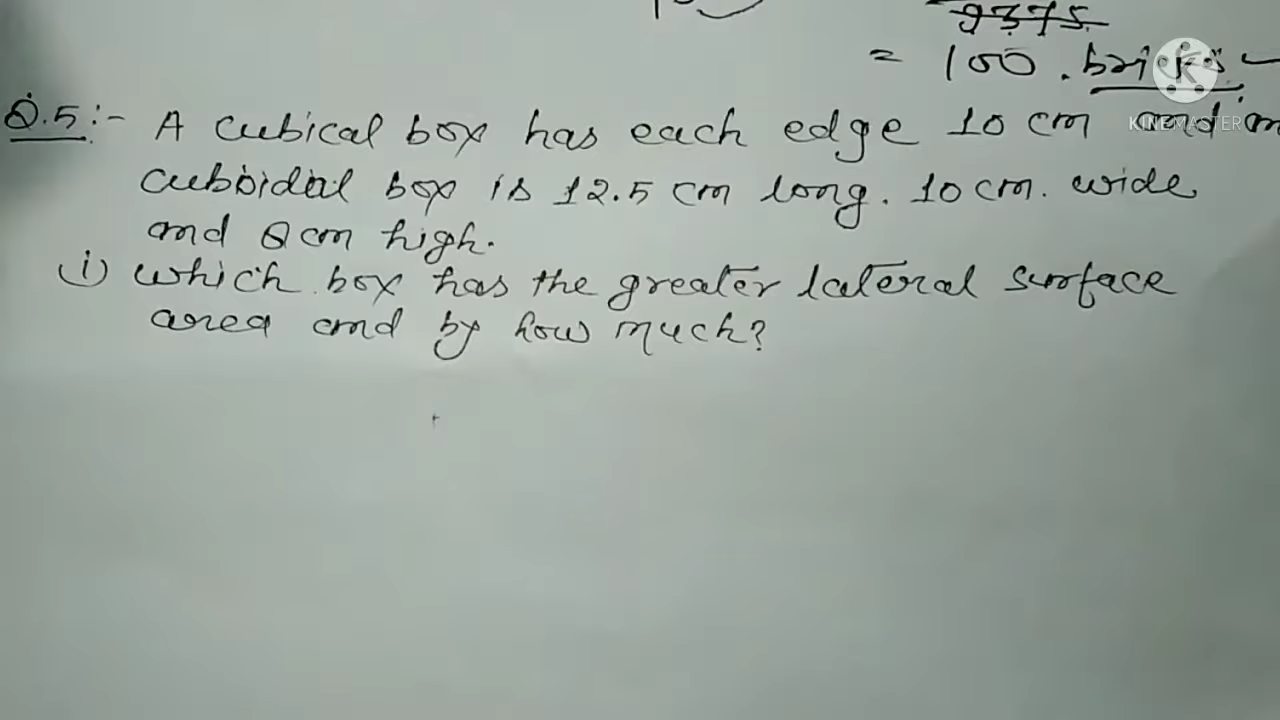 9375
= 100 . bricks
KINEMASTER
Q.5:- A cubical box has each edge 10 cm and
cuboidal box is 12.5 cm long. 10 cm. wide
and 8 cm high.
(i) which box has the greater lateral surface
area and by how much?